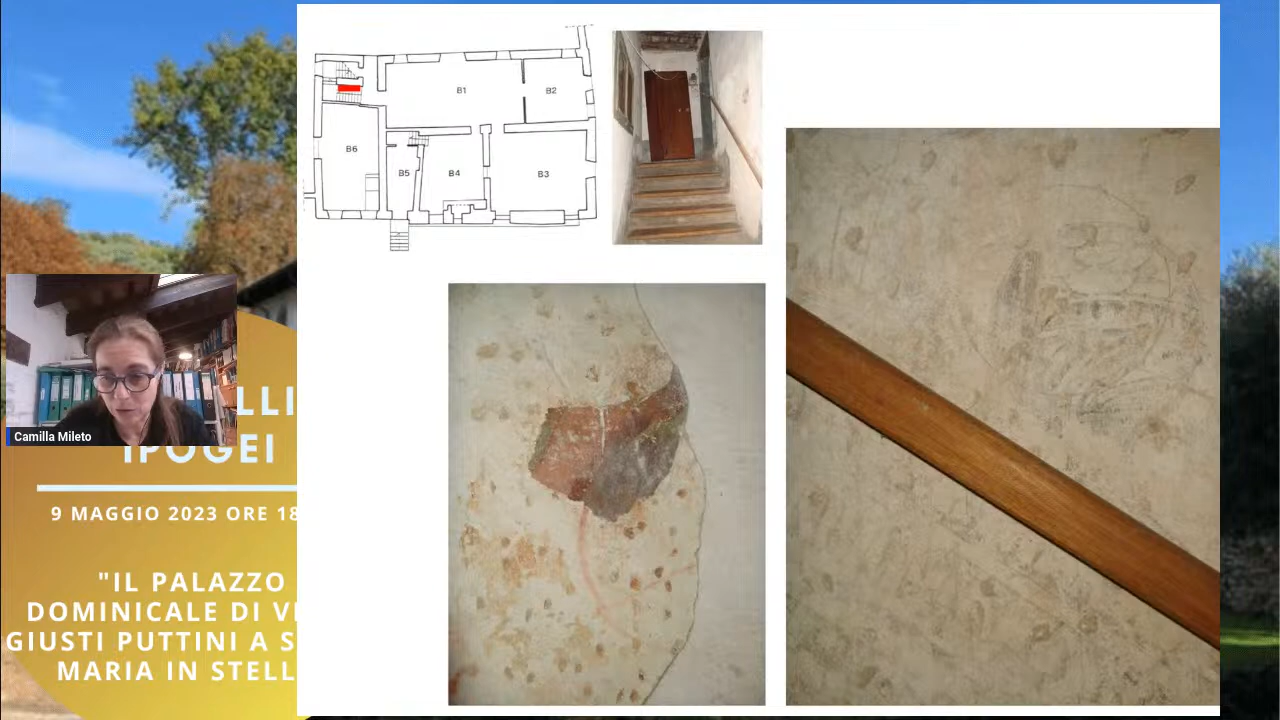 B1
B2
B6
B5
B4
B3
Camilla Mileto
LLI
IPOGEI
9 MAGGIO 2023 ORE 18
"IL PALAZZO
DOMINICALE DI VI
GIUSTI PUTTINI A S
MARIA IN STELL